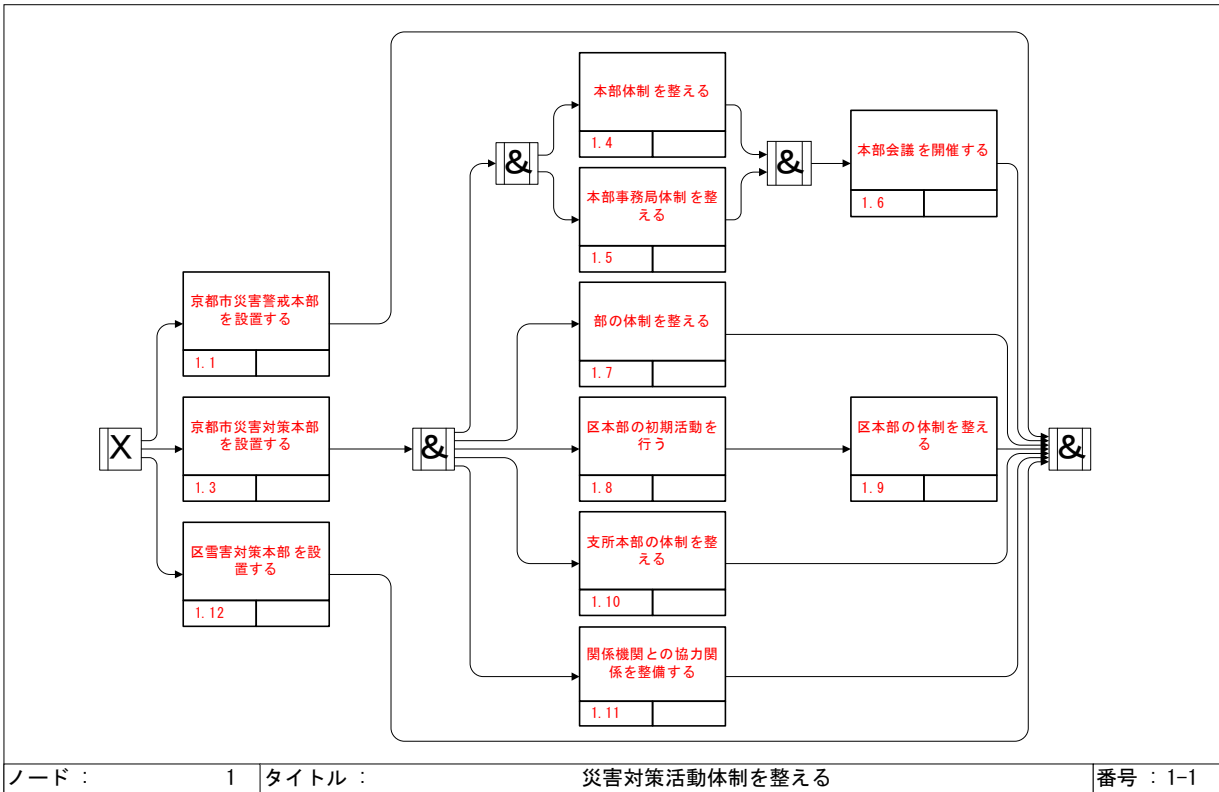 本部体制を整える
1.4
&
&
本部会議を開催する
1.6
本部事務局体制を整
える
1.5
京都市災害警戒本部
を設置する
1.1
部の体制を整える
1.7
X
京都市災害対策本部
を設置する
1.3
&
区本部の初期活動を
行う
1.8
区本部の体制を整え
る
1.9
&
区雪害対策本部を設
置する
1.12
支所本部の体制を整
える
1.10
関係機関との協力関
係を整備する
1.11
ノード : 1 タイトル : 災害対策活動体制を整える 番号 : 1-1